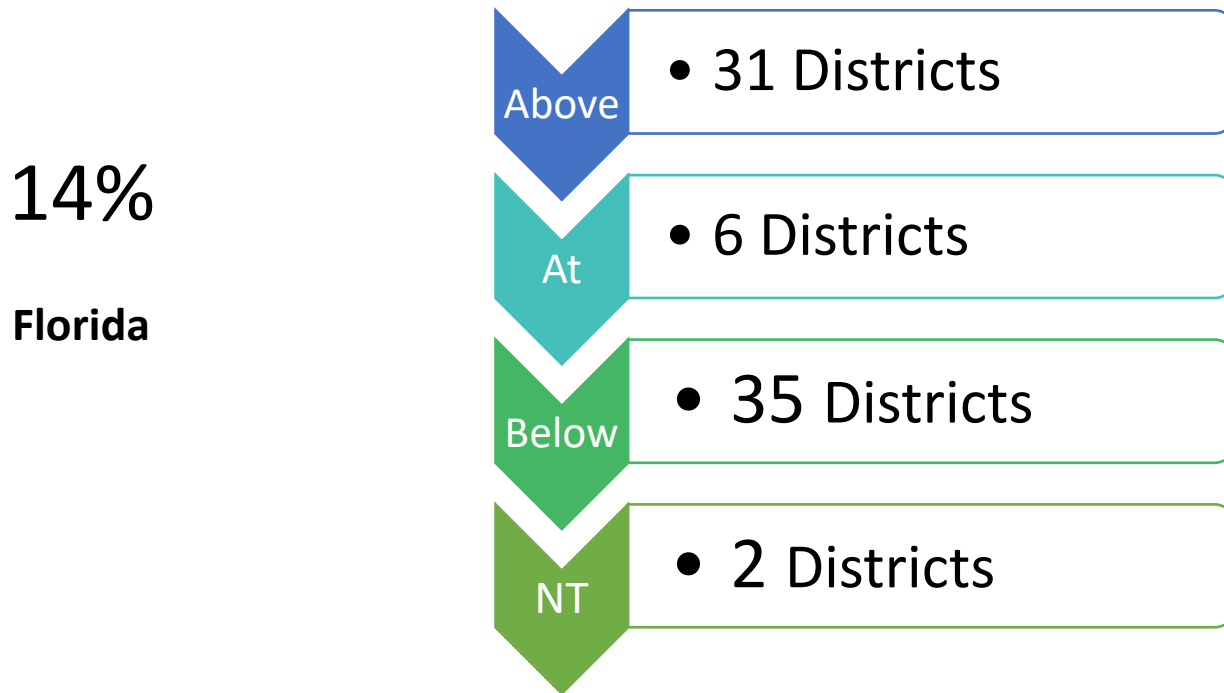 14%
Florida
Above
• 31 Districts
At
• 6 Districts
Below
• 35 Districts
NT
• 2 Districts